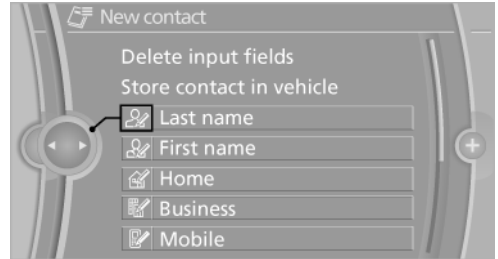 New contact
Delete input fields
Store contact in vehicle
Last name
First name
Home
Business
Mobile